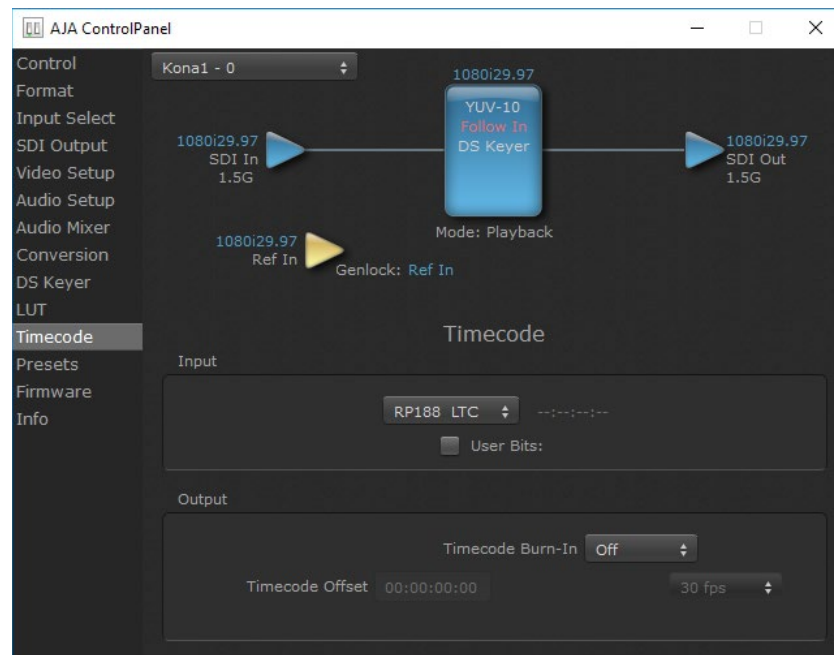 AJA ControlPanel
Control
Format
Input Select
SDI Output
Video Setup
Audio Setup
Audio Mixer
Conversion
DS Keyer
LUT
Timecode
Presets
Firmware
Info
Kona1 - 0
1080i29.97
YUV-10
Follow In
DS Keyer
1080i29.97
SDI In
1.5G
1080i29.97
SDI Out
1.5G
Mode: Playback
1080i29.97
Ref In
Genlock: Ref In
Timecode
Input
RP188 LTC --:--:--:--
User Bits:
Output
Timecode Burn-In Off
Timecode Offset 00:00:00:00 30 fps